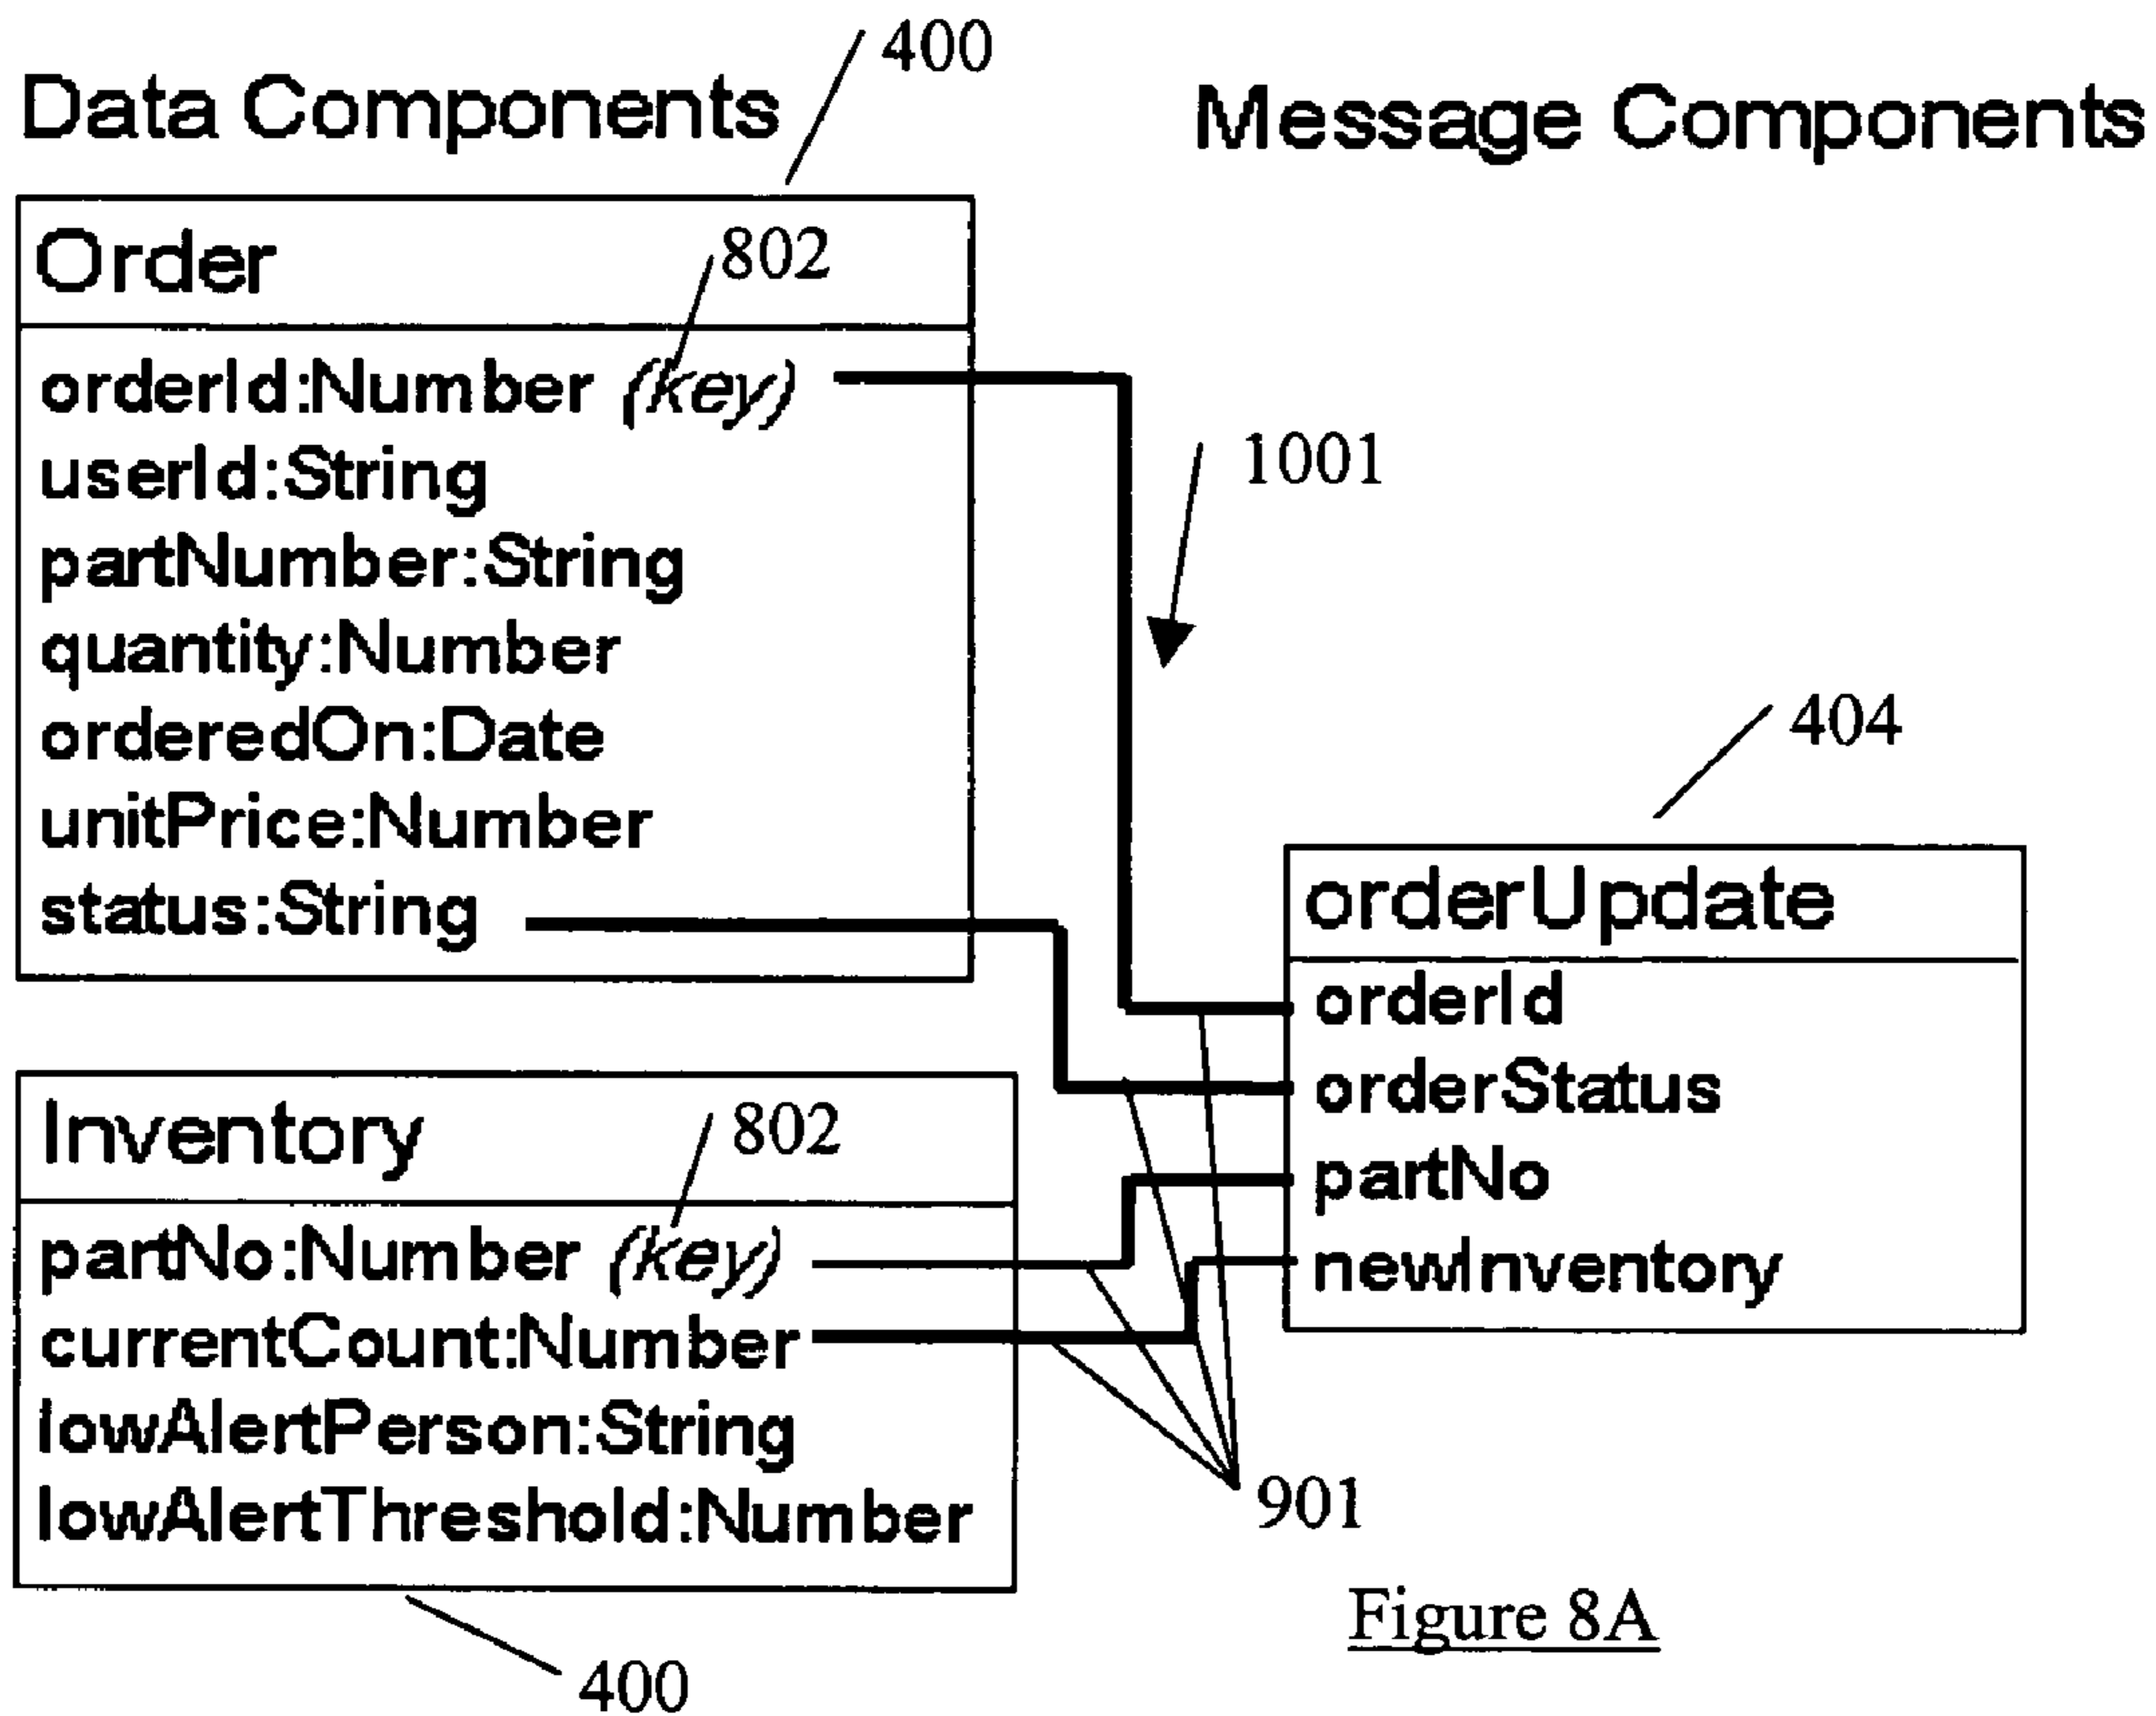 400
Data Components
Message Components
Order
802
orderId:Number (key)
userId:String
partNumber:String
quantity:Number
orderedOn:Date
unitPrice:Number
status:String
1001
404
orderUpdate
orderId
orderStatus
partNo
newInventory
Inventory
802
partNo:Number (key)
currentCount:Number
lowAlertPerson:String
lowAlertThreshold:Number
901
400
Figure 8A